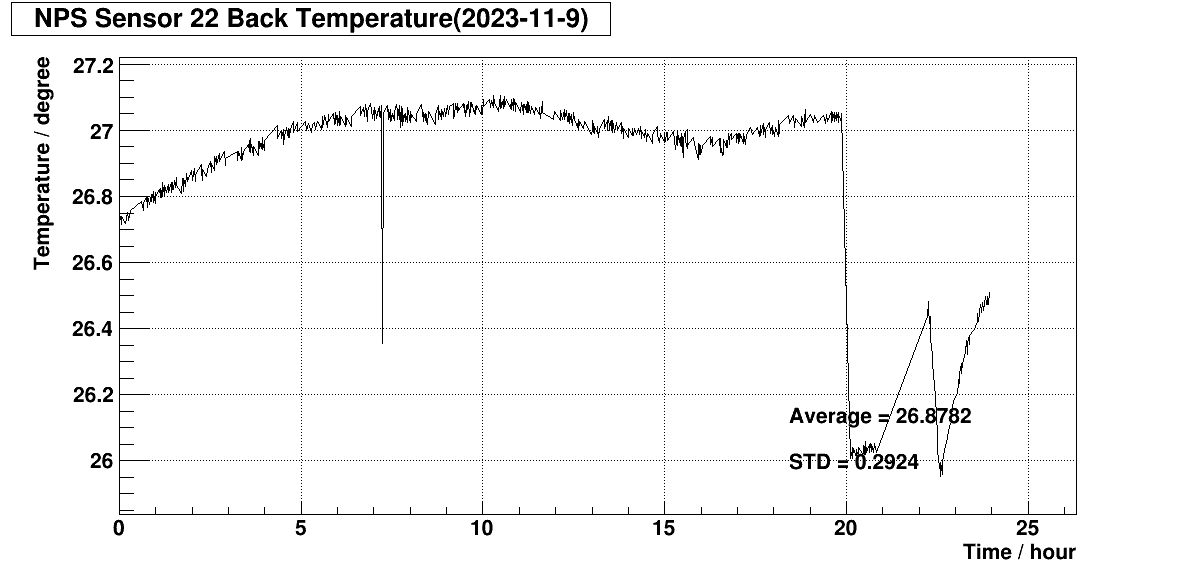 NPS Sensor 22 Back Temperature(2023-11-9)
Temperature / degree
27.2
27
26.8
26.6
26.4
26.2
26
Average = 26.8782
STD = 0.2924
0 5 10 15 20 25
Time / hour